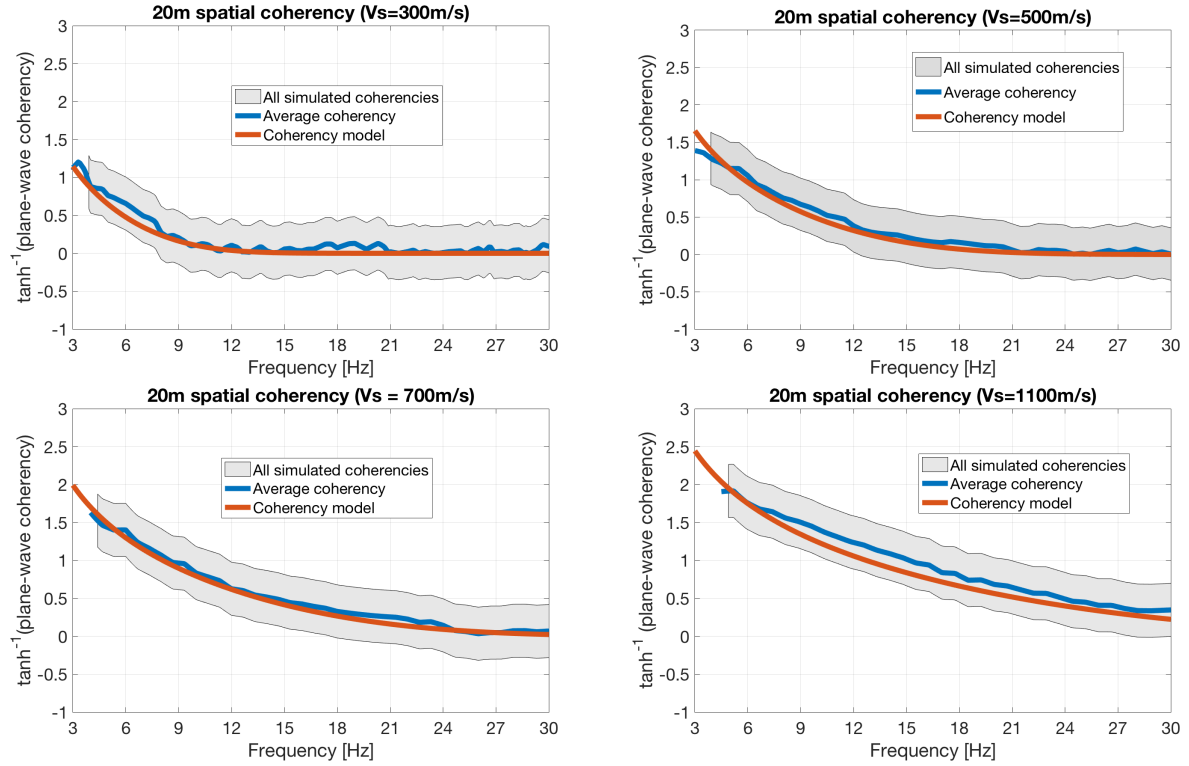 20m spatial coherency (Vs=300m/s)
3
2.5
2
1.5
1
0.5
0
-0.5
-1
tanh⁻¹(plane-wave coherency)
All simulated coherencies
Average coherency
Coherency model
3 6 9 12 15 18 21 24 27 30
Frequency [Hz]
20m spatial coherency (Vs=500m/s)
3
2.5
2
1.5
1
0.5
0
-0.5
-1
tanh⁻¹(plane-wave coherency)
All simulated coherencies
Average coherency
Coherency model
3 6 9 12 15 18 21 24 27 30
Frequency [Hz]
20m spatial coherency (Vs = 700m/s)
3
2.5
2
1.5
1
0.5
0
-0.5
-1
tanh⁻¹(plane-wave coherency)
All simulated coherencies
Average coherency
Coherency model
3 6 9 12 15 18 21 24 27 30
Frequency [Hz]
20m spatial coherency (Vs=1100m/s)
3
2.5
2
1.5
1
0.5
0
-0.5
-1
tanh⁻¹ (plane-wave coherency)
All simulated coherencies
Average coherency
Coherency model
3 6 9 12 15 18 21 24 27 30
Frequency [Hz]